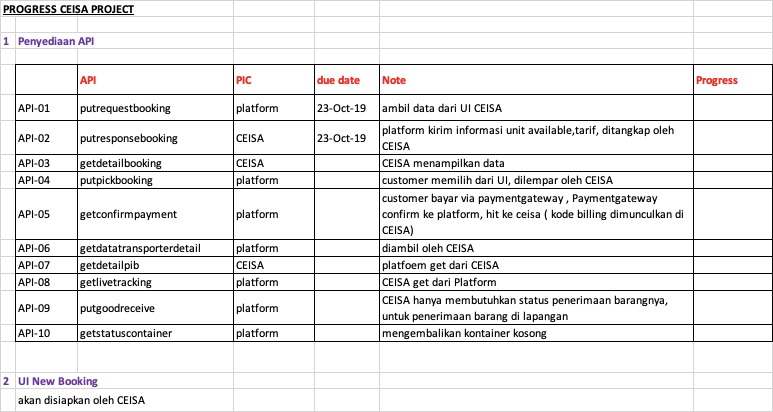 PROGRESS CEISA PROJECT
1 Penyediaan API
API PIC due date Note Progress
API-01 putrequestbooking platform 23-Oct-19 ambil data dari UI CEISA
API-02 putresponsebooking CEISA 23-Oct-19 platform kirim informasi unit available,tarif, ditangkap oleh
CEISA
API-03 getdetailbooking CEISA CEISA menampilkan data
API-04 putpickbooking platform customer memilih dari UI, dilempar oleh CEISA
API-05 getconfirmpayment platform customer bayar via paymentgateway , Paymentgateway
confirm ke platform, hit ke ceisa ( kode billing dimunculkan di
CEISA)
API-06 getdatatransporterdetail platform diambil oleh CEISA
API-07 getdetailpib CEISA platfoem get dari CEISA
API-08 getlivetracking platform CEISA get dari Platform
API-09 putgoodreceive platform CEISA hanya membutuhkan status penerimaan barangnya,
untuk penerimaan barang di lapangan
API-10 getstatuscontainer platform mengembalikan kontainer kosong
2 UI New Booking
akan disiapkan oleh CEISA